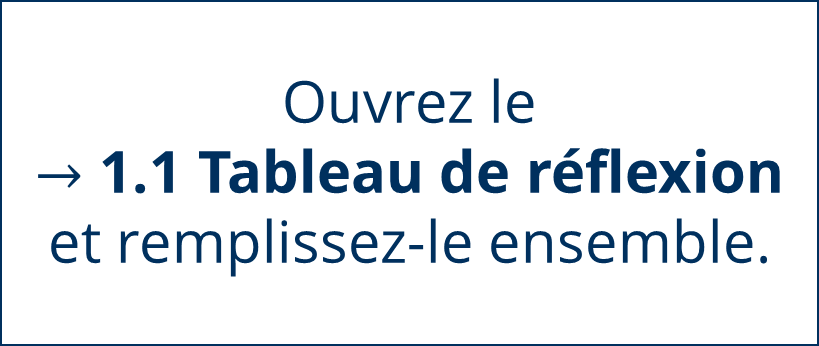 Ouvrez le
→ 1.1 Tableau de réflexion
et remplissez-le ensemble.